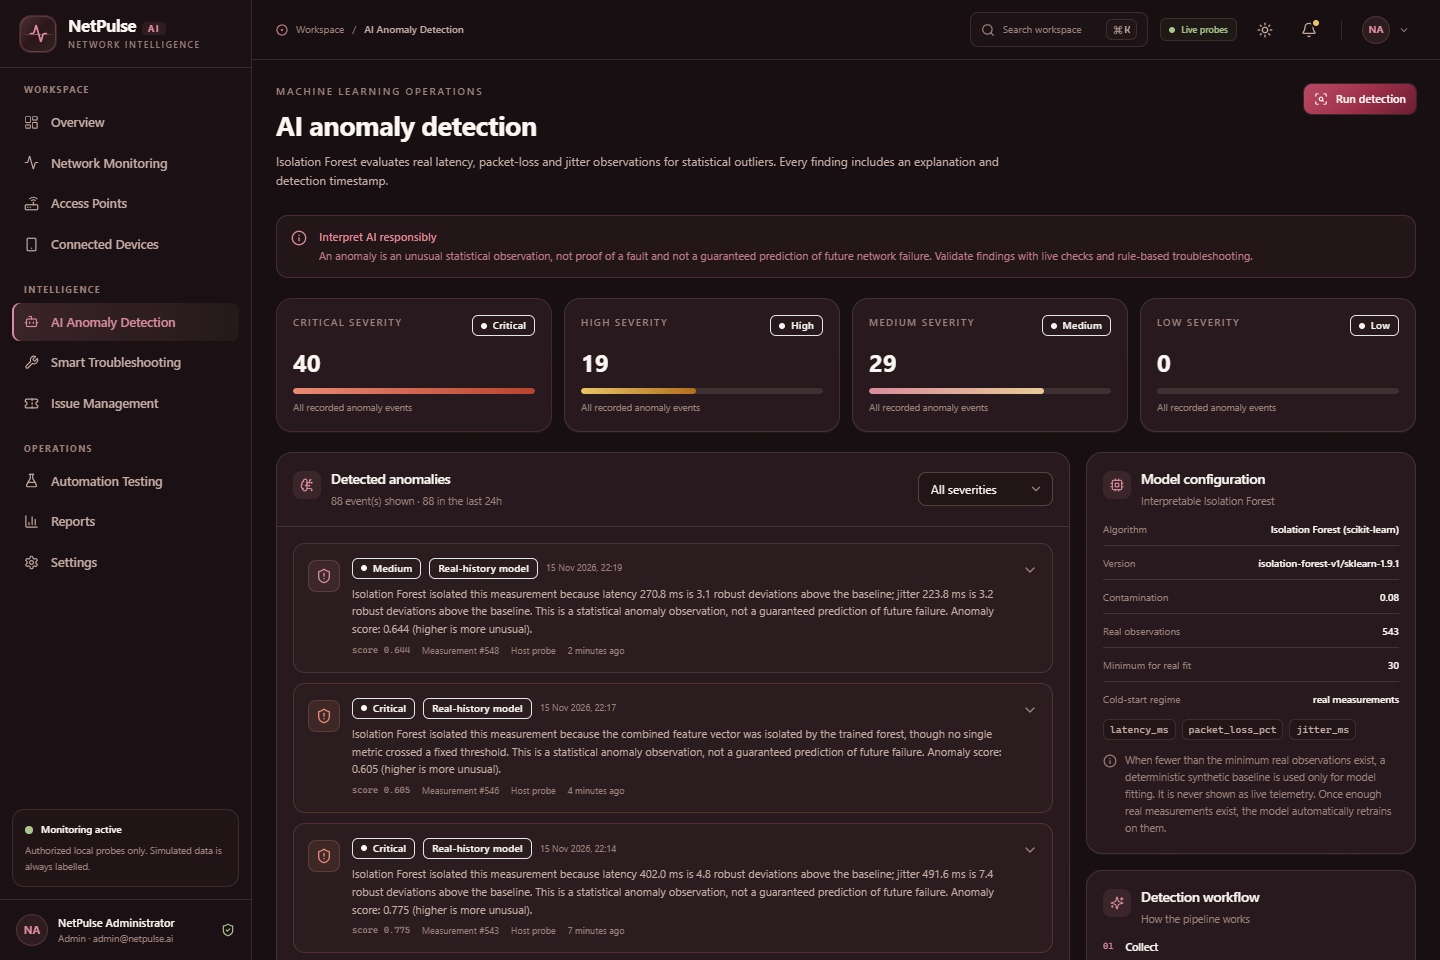 NetPulse AI
NETWORK INTELLIGENCE
WORKSPACE
Overview
Network Monitoring
Access Points
Connected Devices
INTELLIGENCE
AI Anomaly Detection
Smart Troubleshooting
Issue Management
OPERATIONS
Automation Testing
Reports
Settings
Monitoring active
Authorized local probes only. Simulated data is
always labelled.
NA
NetPulse Administrator
Admin · admin@netpulse.ai
Workspace / AI Anomaly Detection
Search workspace ⌘K
Live probes
NA
MACHINE LEARNING OPERATIONS
AI anomaly detection
Isolation Forest evaluates real latency, packet-loss and jitter observations for statistical outliers. Every finding includes an explanation and
detection timestamp.
Run detection
Interpret AI responsibly
An anomaly is an unusual statistical observation, not proof of a fault and not a guaranteed prediction of future network failure. Validate findings with live checks and rule-based troubleshooting.
CRITICAL SEVERITY Critical
40
All recorded anomaly events
HIGH SEVERITY High
19
All recorded anomaly events
MEDIUM SEVERITY Medium
29
All recorded anomaly events
LOW SEVERITY Low
0
All recorded anomaly events
Detected anomalies
88 event(s) shown · 88 in the last 24h
All severities
Medium Real-history model 15 Nov 2026, 22:19
Isolation Forest isolated this measurement because latency 270.8 ms is 3.1 robust deviations above the baseline; jitter 223.8 ms is 3.2
robust deviations above the baseline. This is a statistical anomaly observation, not a guaranteed prediction of future failure. Anomaly
score: 0.644 (higher is more unusual).
score 0.644 Measurement #548 Host probe 2 minutes ago
Critical Real-history model 15 Nov 2026, 22:17
Isolation Forest isolated this measurement because the combined feature vector was isolated by the trained forest, though no single
metric crossed a fixed threshold. This is a statistical anomaly observation, not a guaranteed prediction of future failure. Anomaly score:
0.605 (higher is more unusual).
score 0.605 Measurement #546 Host probe 4 minutes ago
Critical Real-history model 15 Nov 2026, 22:14
Isolation Forest isolated this measurement because latency 402.0 ms is 4.8 robust deviations above the baseline; jitter 491.6 ms is 7.4
robust deviations above the baseline. This is a statistical anomaly observation, not a guaranteed prediction of future failure. Anomaly
score: 0.775 (higher is more unusual).
score 0.775 Measurement #543 Host probe 7 minutes ago
Model configuration
Interpretable Isolation Forest
Algorithm Isolation Forest (scikit-learn)
Version isolation-forest-v1/sklearn-1.9.1
Contamination 0.08
Real observations 543
Minimum for real fit 30
Cold-start regime real measurements
latency_ms packet_loss_pct jitter_ms
When fewer than the minimum real observations exist, a
deterministic synthetic baseline is used only for model
fitting. It is never shown as live telemetry. Once enough
real measurements exist, the model automatically retrains
on them.
Detection workflow
How the pipeline works
01 Collect